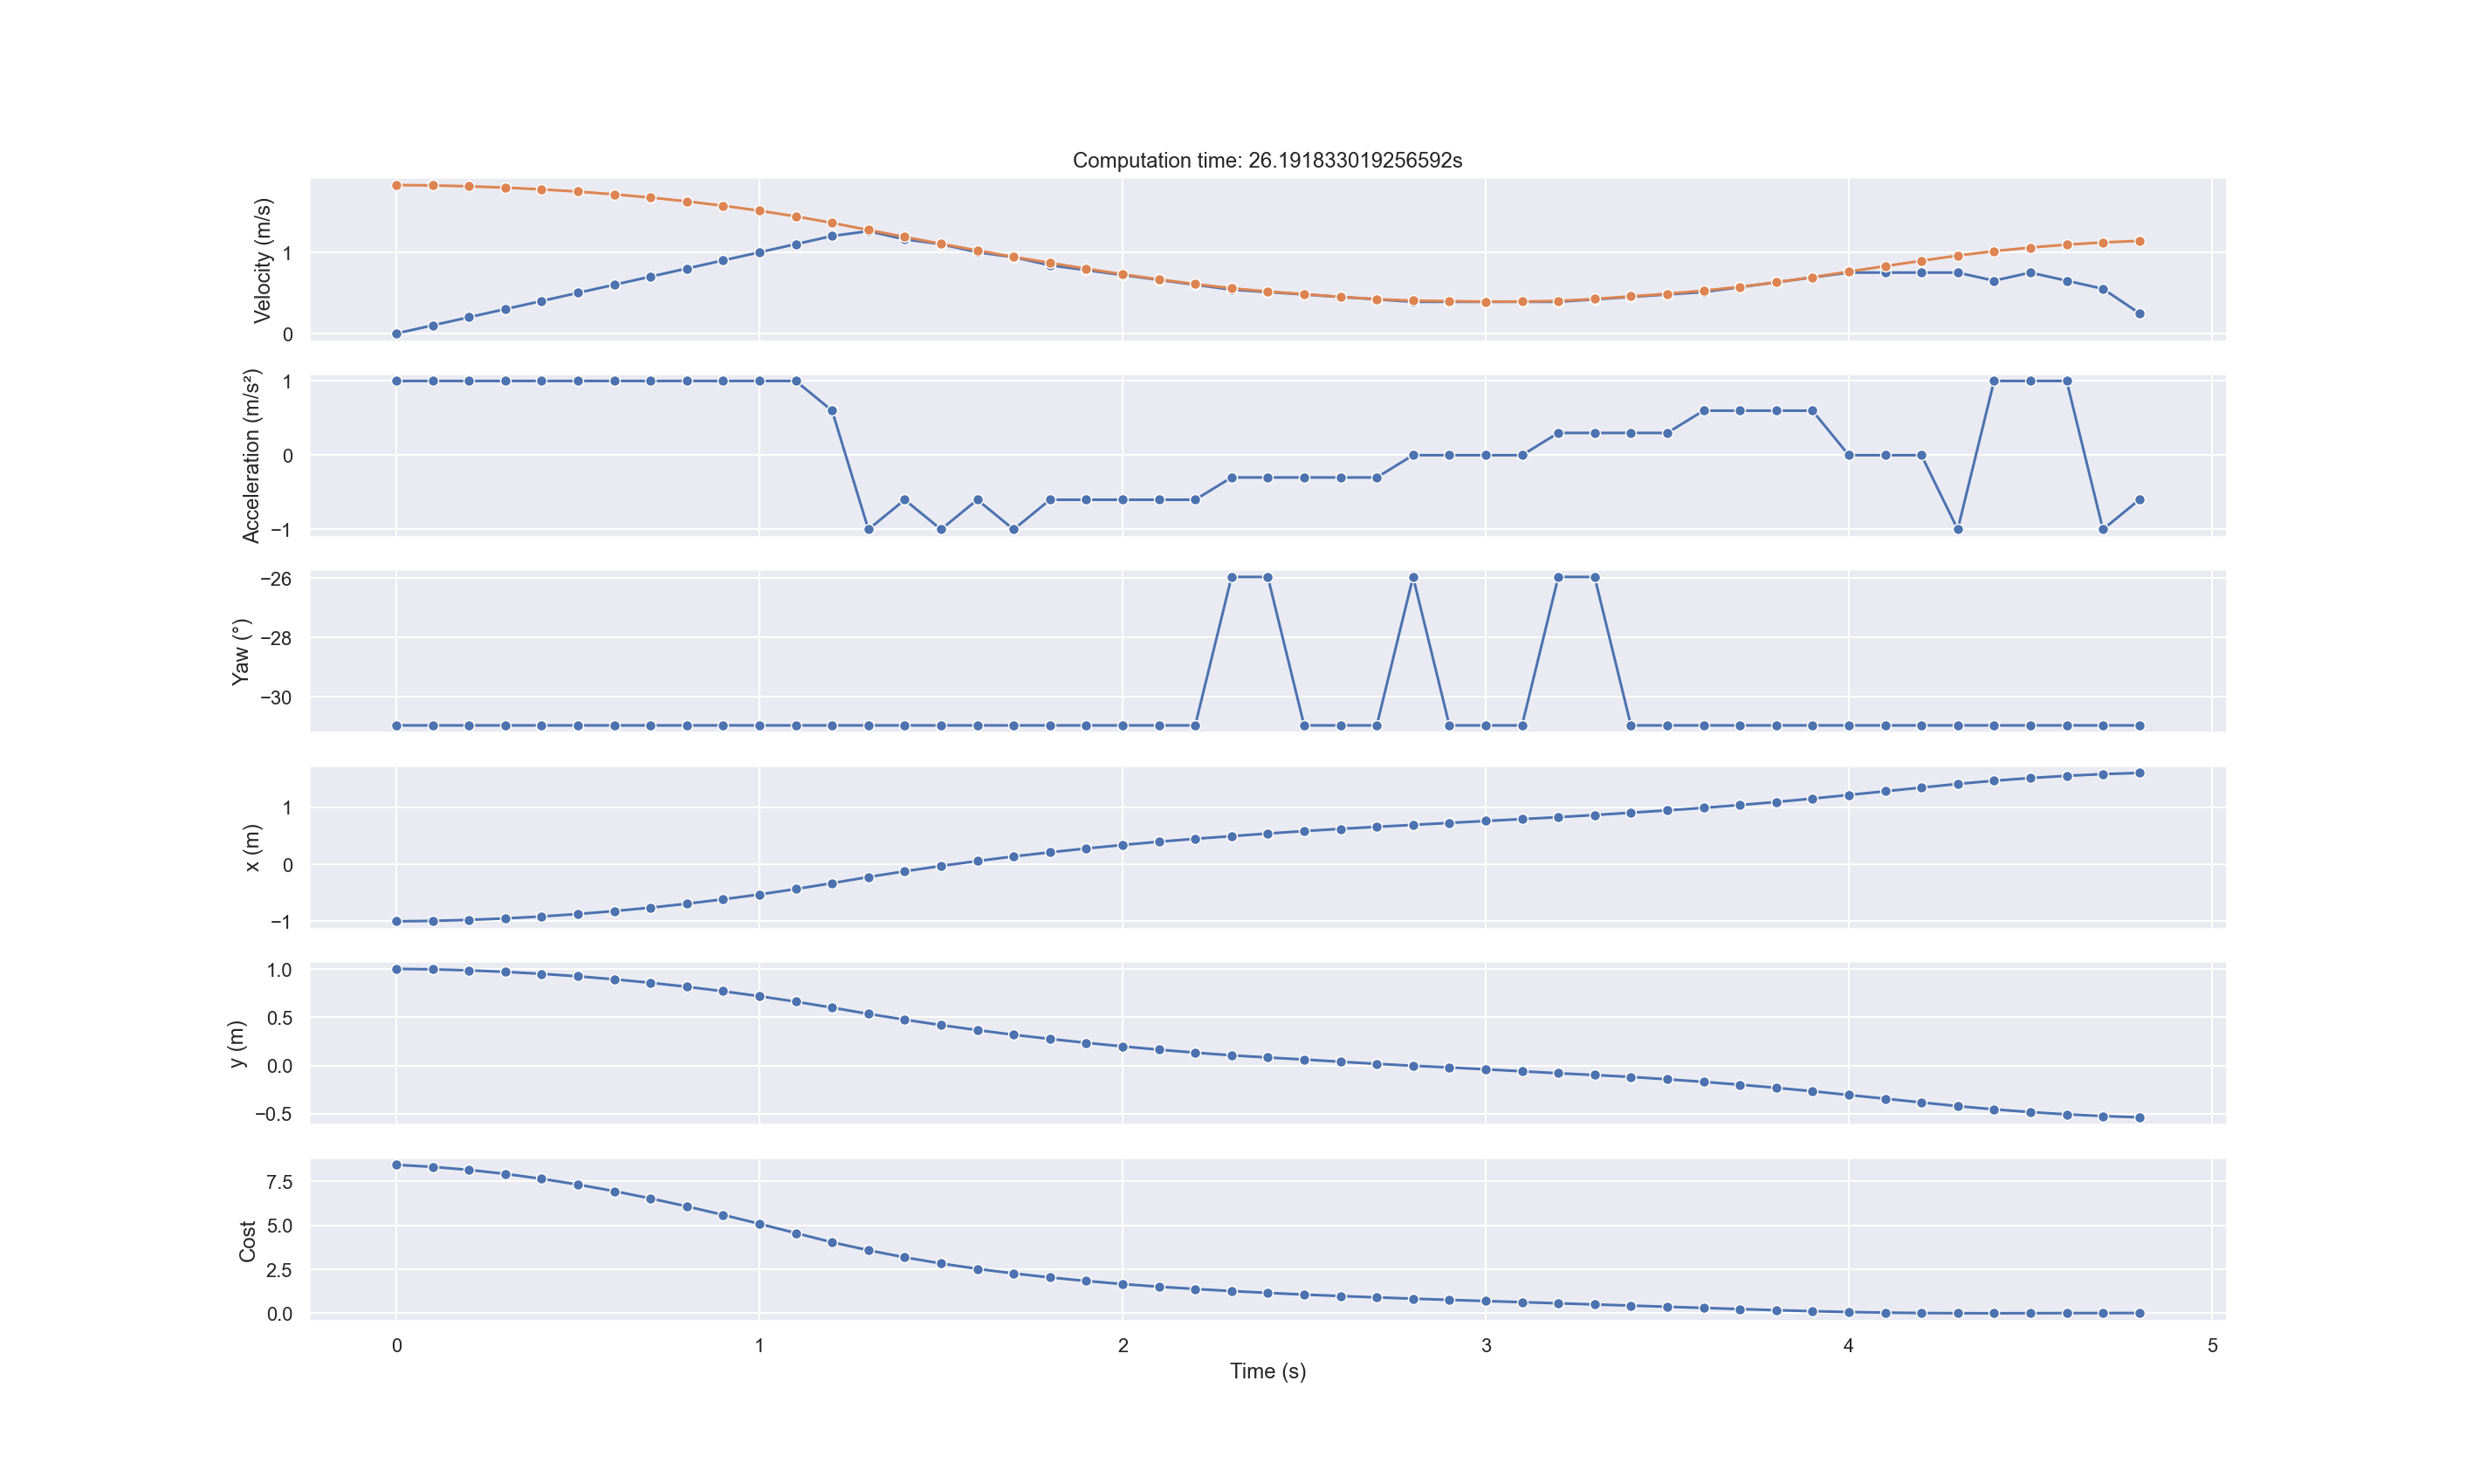 Computation time: 26.191833019256592s
Velocity (m/s)
1
0
Acceleration (m/s²)
1
0
−1
Yaw (°)
−26
−28
−30
x (m)
1
0
−1
y (m)
1.0
0.5
0.0
−0.5
Cost
7.5
5.0
2.5
0.0
0 1 2 3 4 5
Time (s)